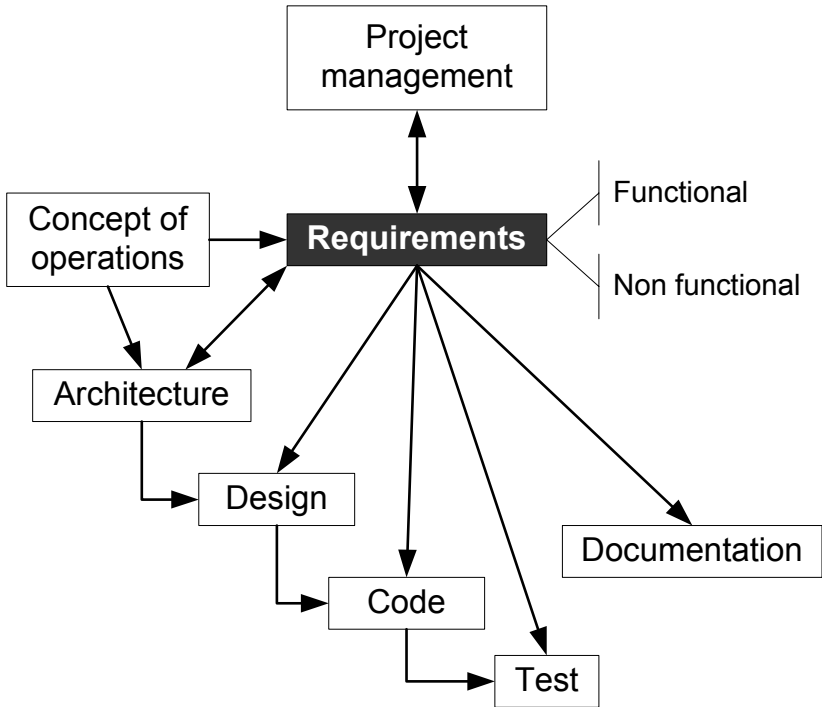 Project
management
Concept of
operations
Requirements
Functional
Non functional
Architecture
Design
Documentation
Code
Test